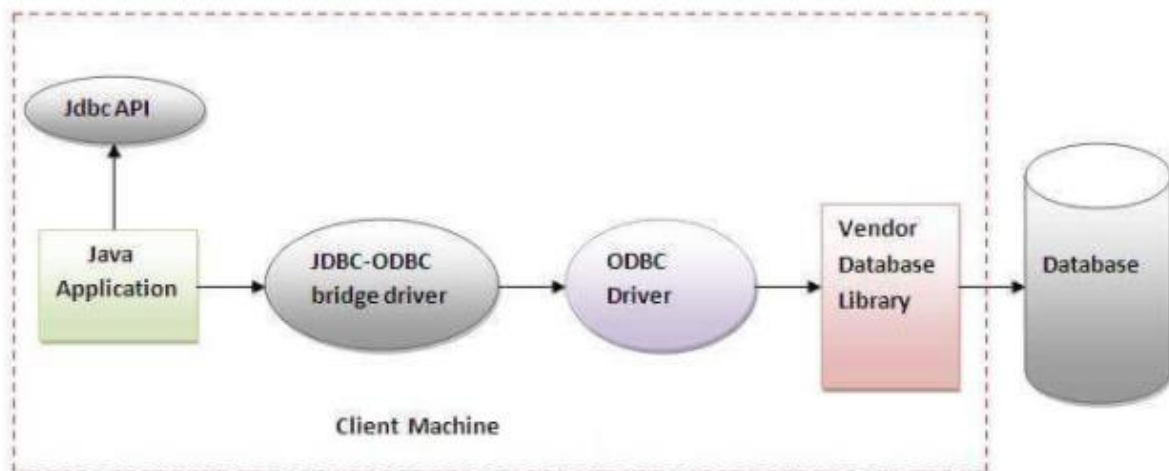 Jdbc API
Java
Application
JDBC-ODBC
bridge driver
ODBC
Driver
Vendor
Database
Library
Database
Client Machine